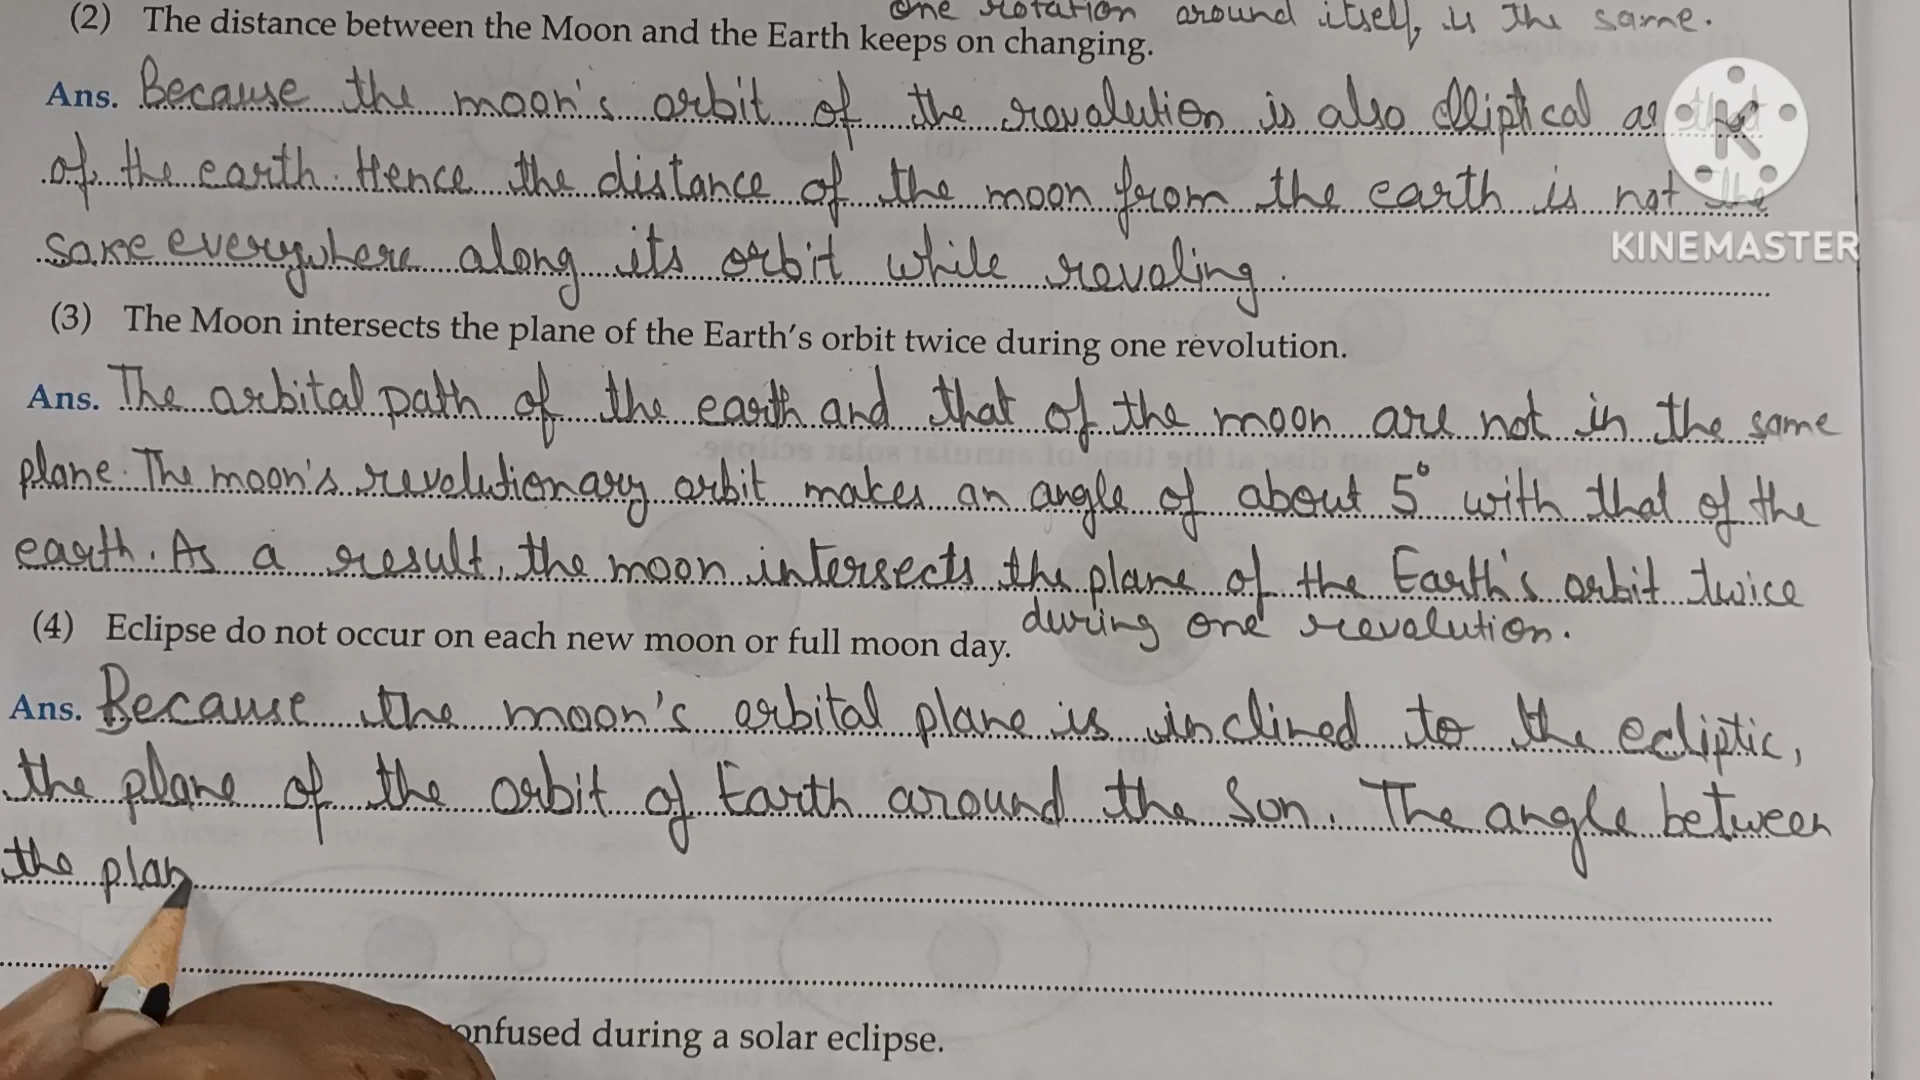 one rotation around itself, is the same.
(2) The distance between the Moon and the Earth keeps on changing.
Ans. Because the moon's orbit of the revolution is also elliptical as that
of the earth. Hence the distance of the moon from the earth is not the
same everywhere along its orbit while revoling.
KINEMASTER
(3) The Moon intersects the plane of the Earth's orbit twice during one revolution.
Ans. The orbital path of the earth and that of the moon are not in the same
plane. The moon's revolutionary orbit makes an angle of about 5° with that of the
earth. As a result, the moon intersects the plane of the Earth's orbit twice
during one revolution.
(4) Eclipse do not occur on each new moon or full moon day.
Ans. Because the moon's orbital plane is inclined to the ecliptic,
the plane of the orbit of Earth around the Son. The angle between
the plan
onfused during a solar eclipse.